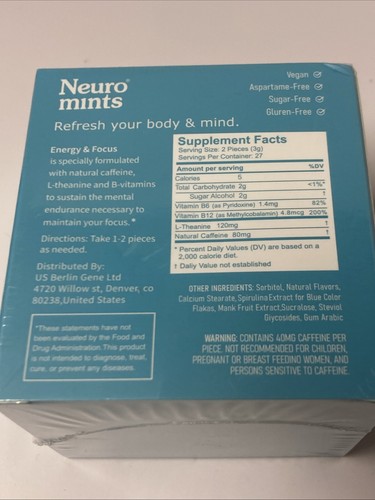 Neuro
mints
Vegan
Aspartame-Free
Sugar-Free
Gluren-Free
Refresh your body & mind.
Energy & Focus
is specially formulated
with natural caffeine,
L-theanine and B-vitamins
to sustain the mental
endurance necessary to
maintain your focus. *
Directions: Take 1-2 pieces
as needed.
Distributed By:
US Berlin Gene Ltd
4720 Willow st, Denver, co
80238,United States
*These statements have not
been evaluated by the Food and
Drug Administration. This product
is not intended to diagnose, treat,
cure, or prevent any diseases.
Supplement Facts
Serving Size: 2 Pieces (3g)
Servings Per Container: 27
Amount per serving %DV
Calories 5
Total Carbohydrate 2g <1%*
Sugar Alcohol 2g †
Vitamin B6 (as Pyrodoxine) 1.4mg 82%
Vitamin B12 (as Methylcobalamin) 4.8mcg 200%
L-Theanine 120mg †
Natural Caffeine 80mg †
* Percent Daily Values (DV) are based on a
2,000 calorie diet.
† Daliy Value not established
OTHER INGREDIENTS: Sorbitol, Natural Flavors,
Calcium Stearate, Spirulina Extract for Blue Color
Flakos, Monk Fruit Extract, Sucralose, Steviol
Glycosides, Gum Arabic
WARNING: CONTAINS 40MG CAFFEINE PER
PIECE. NOT RECOMMENDED FOR CHILDREN,
PREGNANT OR BREAST FEEDING WOMEN, AND
PERSONS SENSITIVE TO CAFFEINE.